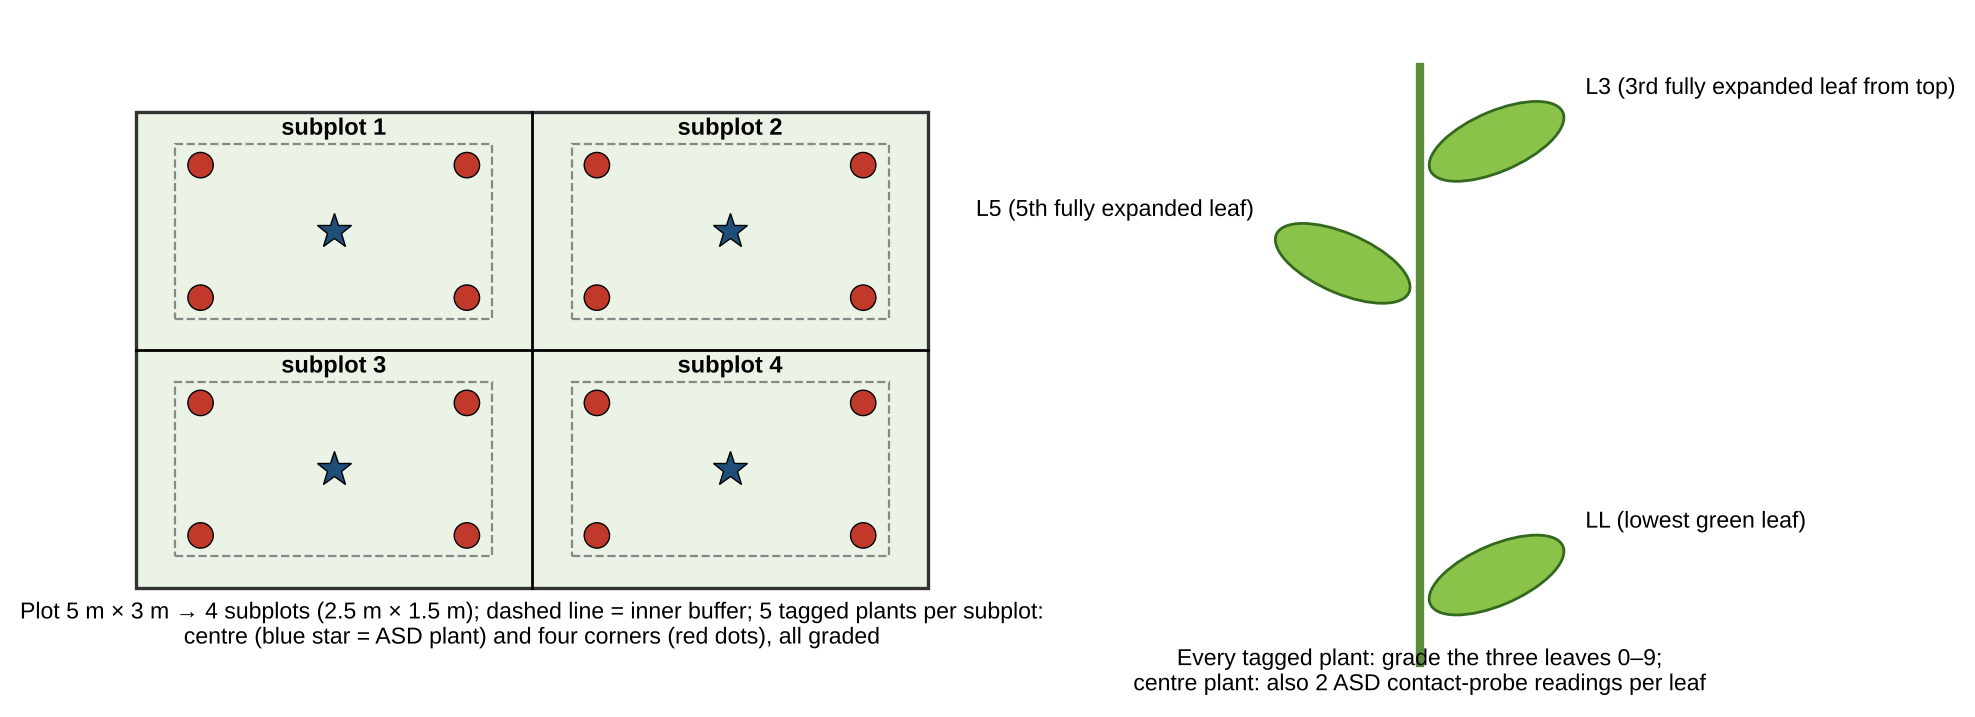 subplot 1
subplot 2
subplot 3
subplot 4
Plot 5 m × 3 m → 4 subplots (2.5 m × 1.5 m); dashed line = inner buffer; 5 tagged plants per subplot:
centre (blue star = ASD plant) and four corners (red dots), all graded
L3 (3rd fully expanded leaf from top)
L5 (5th fully expanded leaf)
LL (lowest green leaf)
Every tagged plant: grade the three leaves 0–9;
centre plant: also 2 ASD contact-probe readings per leaf